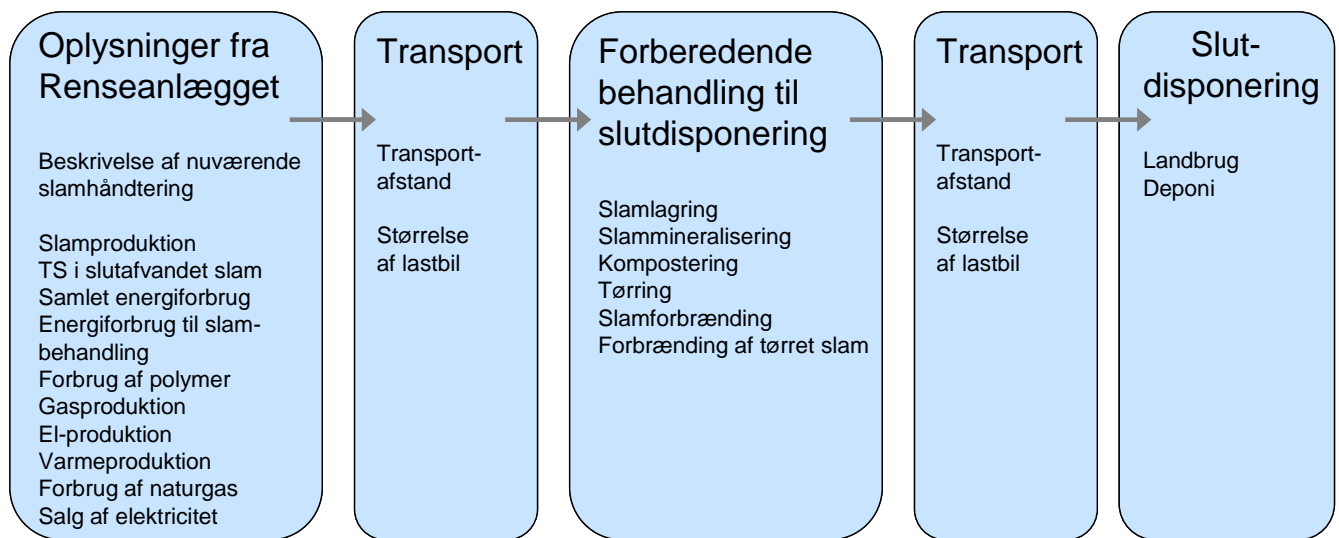 Oplysninger fra
Renseanlægget
Beskrivelse af nuværende
slamhåndtering
Slamproduktion
TS i slutafvandet slam
Samlet energiforbrug
Energiforbrug til slam-
behandling
Forbrug af polymer
Gasproduktion
El-produktion
Varmeproduktion
Forbrug af naturgas
Salg af elektricitet
Transport
Transport-
afstand
Størrelse
af lastbil
Forberedende
behandling til
slutdisponering
Slamlagring
Slammineralisering
Kompostering
Tørring
Slamforbrænding
Forbrænding af tørret slam
Transport
Transport-
afstand
Størrelse
af lastbil
Slut-
disponering
Landbrug
Deponi